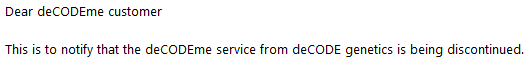 Dear deCODEme customer
This is to notify that the deCODEme service from deCODE genetics is being discontinued.